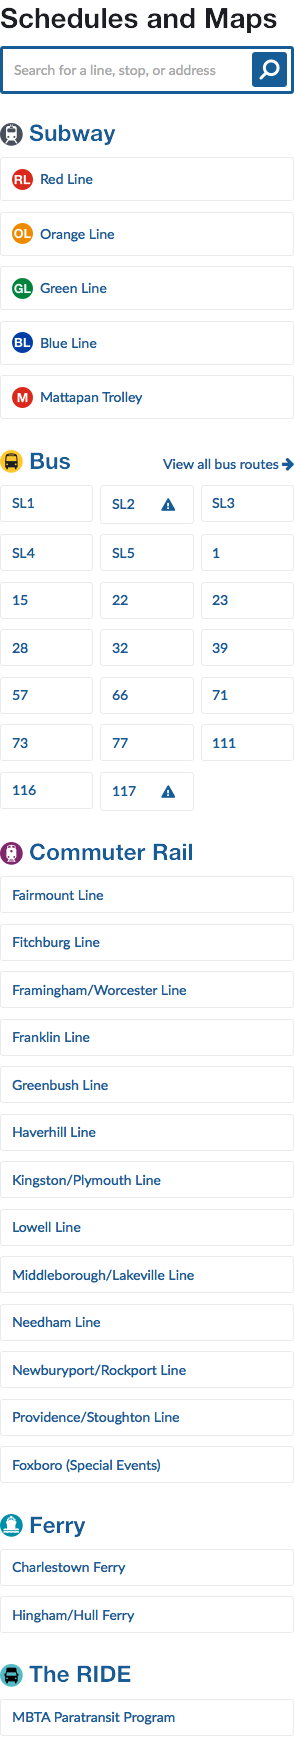 Schedules and Maps
Search for a line, stop, or address
Subway
RL Red Line
OL Orange Line
GL Green Line
BL Blue Line
M Mattapan Trolley
Bus View all bus routes
SL1 SL2 SL3
SL4 SL5 1
15 22 23
28 32 39
57 66 71
73 77 111
116 117
Commuter Rail
Fairmount Line
Fitchburg Line
Framingham/Worcester Line
Franklin Line
Greenbush Line
Haverhill Line
Kingston/Plymouth Line
Lowell Line
Middleborough/Lakeville Line
Needham Line
Newburyport/Rockport Line
Providence/Stoughton Line
Foxboro (Special Events)
Ferry
Charlestown Ferry
Hingham/Hull Ferry
The RIDE
MBTA Paratransit Program